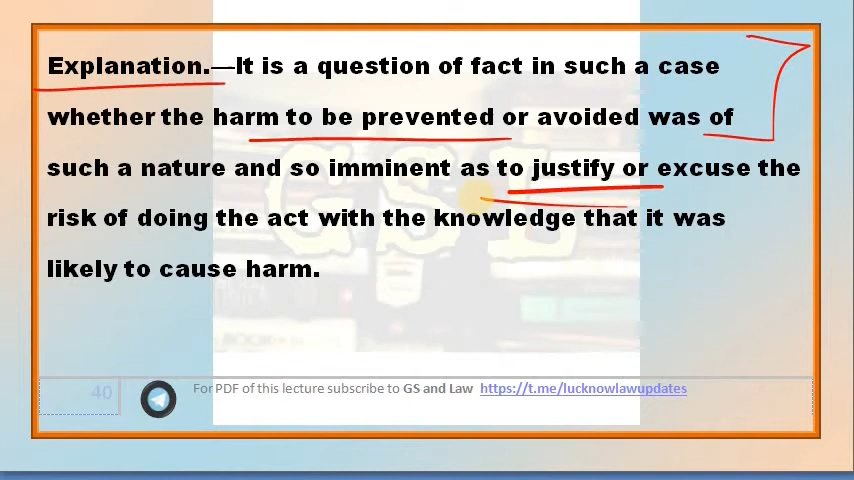 Explanation.—It is a question of fact in such a case
whether the harm to be prevented or avoided was of
such a nature and so imminent as to justify or excuse the
risk of doing the act with the knowledge that it was
likely to cause harm.
GSL
40
For PDF of this lecture subscribe to GS and Law https://t.me/lucknowlawupdates